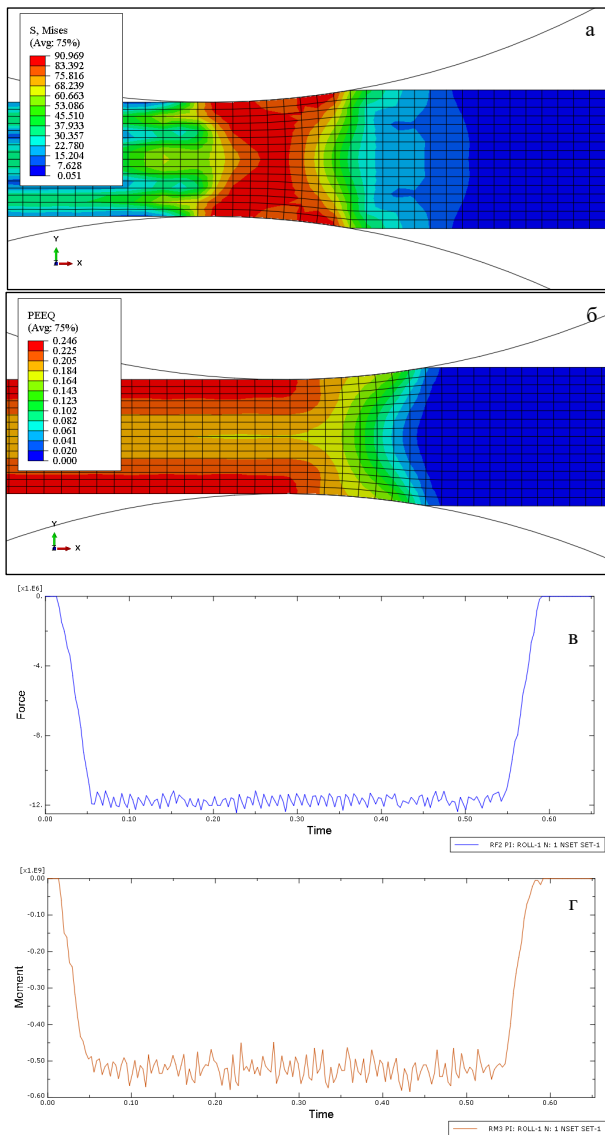 S, Mises
(Avg: 75%)
90.969
83.392
75.816
68.239
60.663
53.086
45.510
37.933
30.357
22.780
15.204
7.628
0.051
а
Y
X
PEEQ
(Avg: 75%)
0.246
0.225
0.205
0.184
0.164
0.143
0.123
0.102
0.082
0.061
0.041
0.020
0.000
б
Y
X
[x1.E6]
0.
-4.
-8.
-12.
Force
0.00 0.10 0.20 0.30 0.40 0.50 0.60
Time
в
RF2 PI: ROLL-1 N: 1 NSET SET-1
[x1.E9]
0.00
-0.10
-0.20
-0.30
-0.40
-0.50
-0.60
Moment
0.00 0.10 0.20 0.30 0.40 0.50 0.60
Time
г
RM3 PI: ROLL-1 N: 1 NSET SET-1